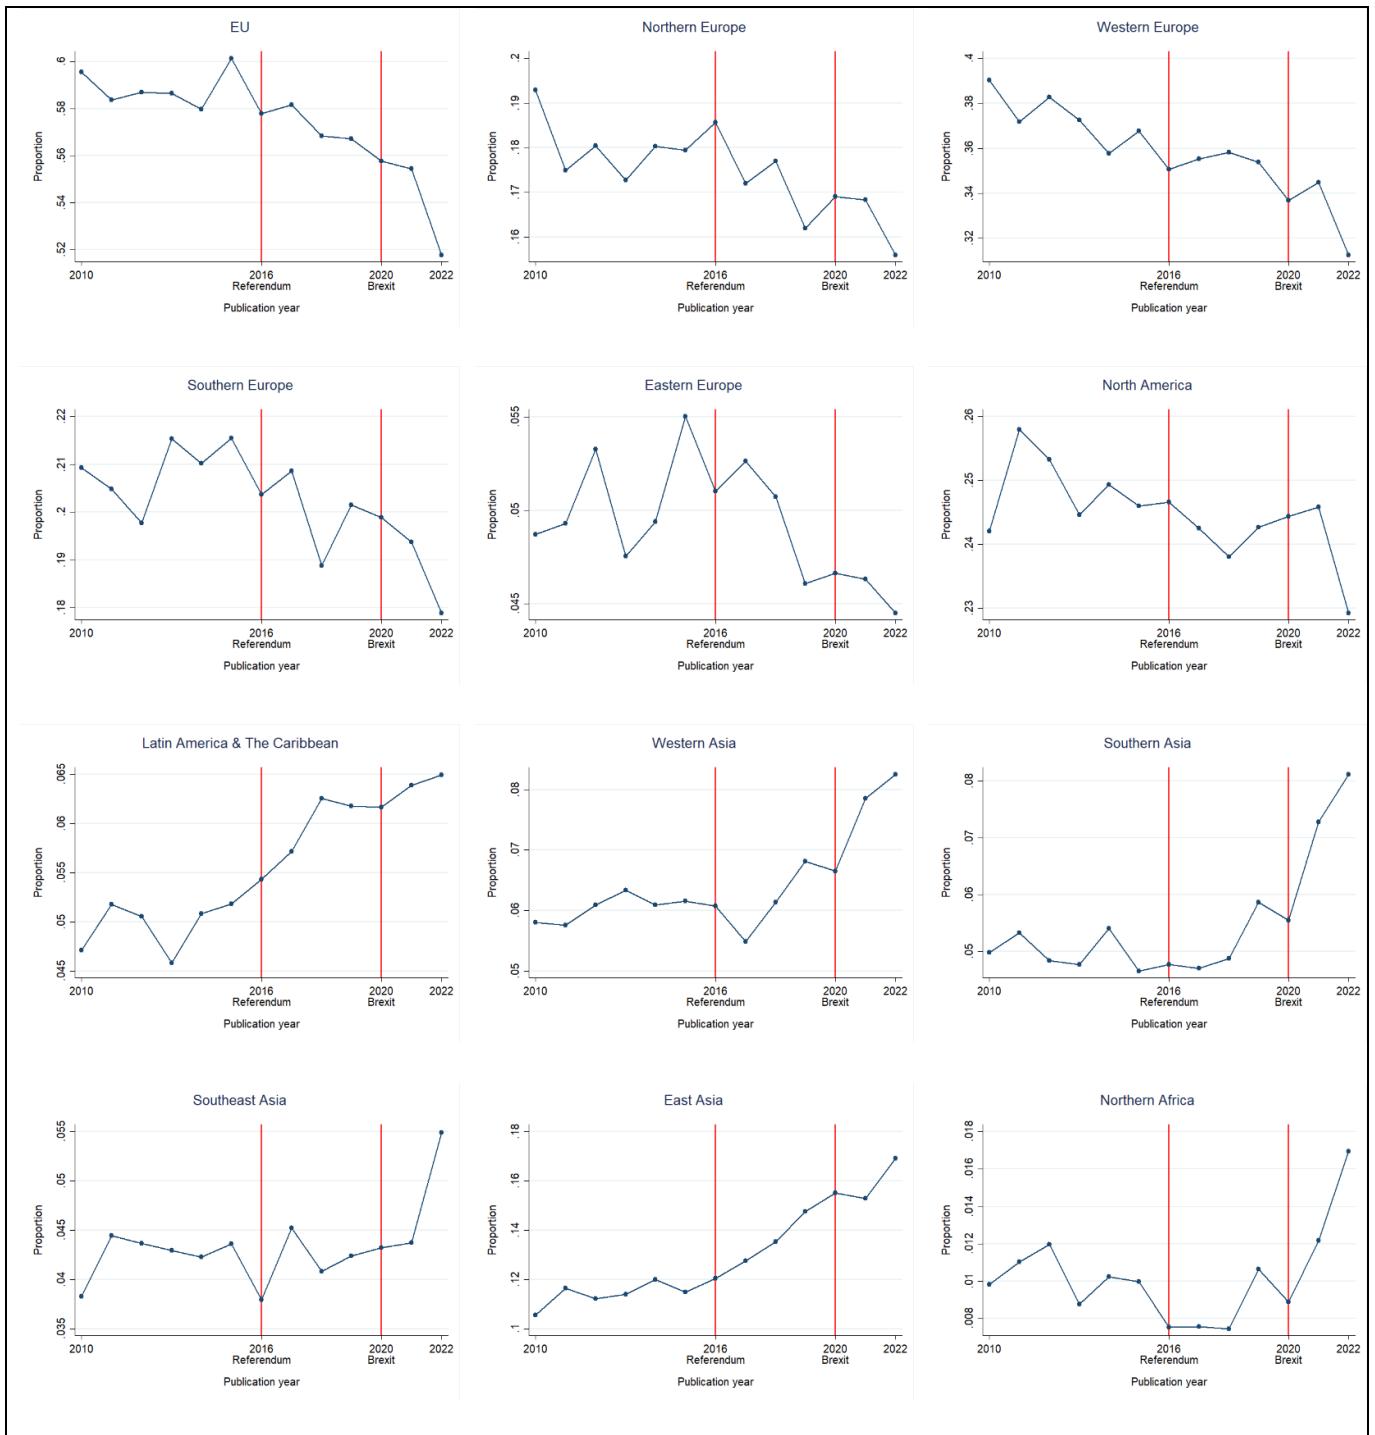 EU
Proportion
.6
.58
.56
.54
.52
2010
2016
2020
2022
Referendum
Brexit
Publication year
Northern Europe
Proportion
.2
.19
.18
.17
.16
2010
2016
2020
2022
Referendum
Brexit
Publication year
Western Europe
Proportion
.4
.38
.36
.34
.32
2010
2016
2020
2022
Referendum
Brexit
Publication year
Southern Europe
Proportion
.22
.21
.2
.19
.18
2010
2016
2020
2022
Referendum
Brexit
Publication year
Eastern Europe
Proportion
.055
.05
.045
2010
2016
2020
2022
Referendum
Brexit
Publication year
North America
Proportion
.26
.25
.24
.23
2010
2016
2020
2022
Referendum
Brexit
Publication year
Latin America & The Caribbean
Proportion
.065
.06
.055
.05
.045
2010
2016
2020
2022
Referendum
Brexit
Publication year
Western Asia
Proportion
.08
.07
.06
.05
2010
2016
2020
2022
Referendum
Brexit
Publication year
Southern Asia
Proportion
.08
.07
.06
.05
2010
2016
2020
2022
Referendum
Brexit
Publication year
Southeast Asia
Proportion
.055
.05
.045
.04
.035
2010
2016
2020
2022
Referendum
Brexit
Publication year
East Asia
Proportion
.18
.16
.14
.12
.1
2010
2016
2020
2022
Referendum
Brexit
Publication year
Northern Africa
Proportion
.018
.016
.014
.012
.01
.008
2010
2016
2020
2022
Referendum
Brexit
Publication year